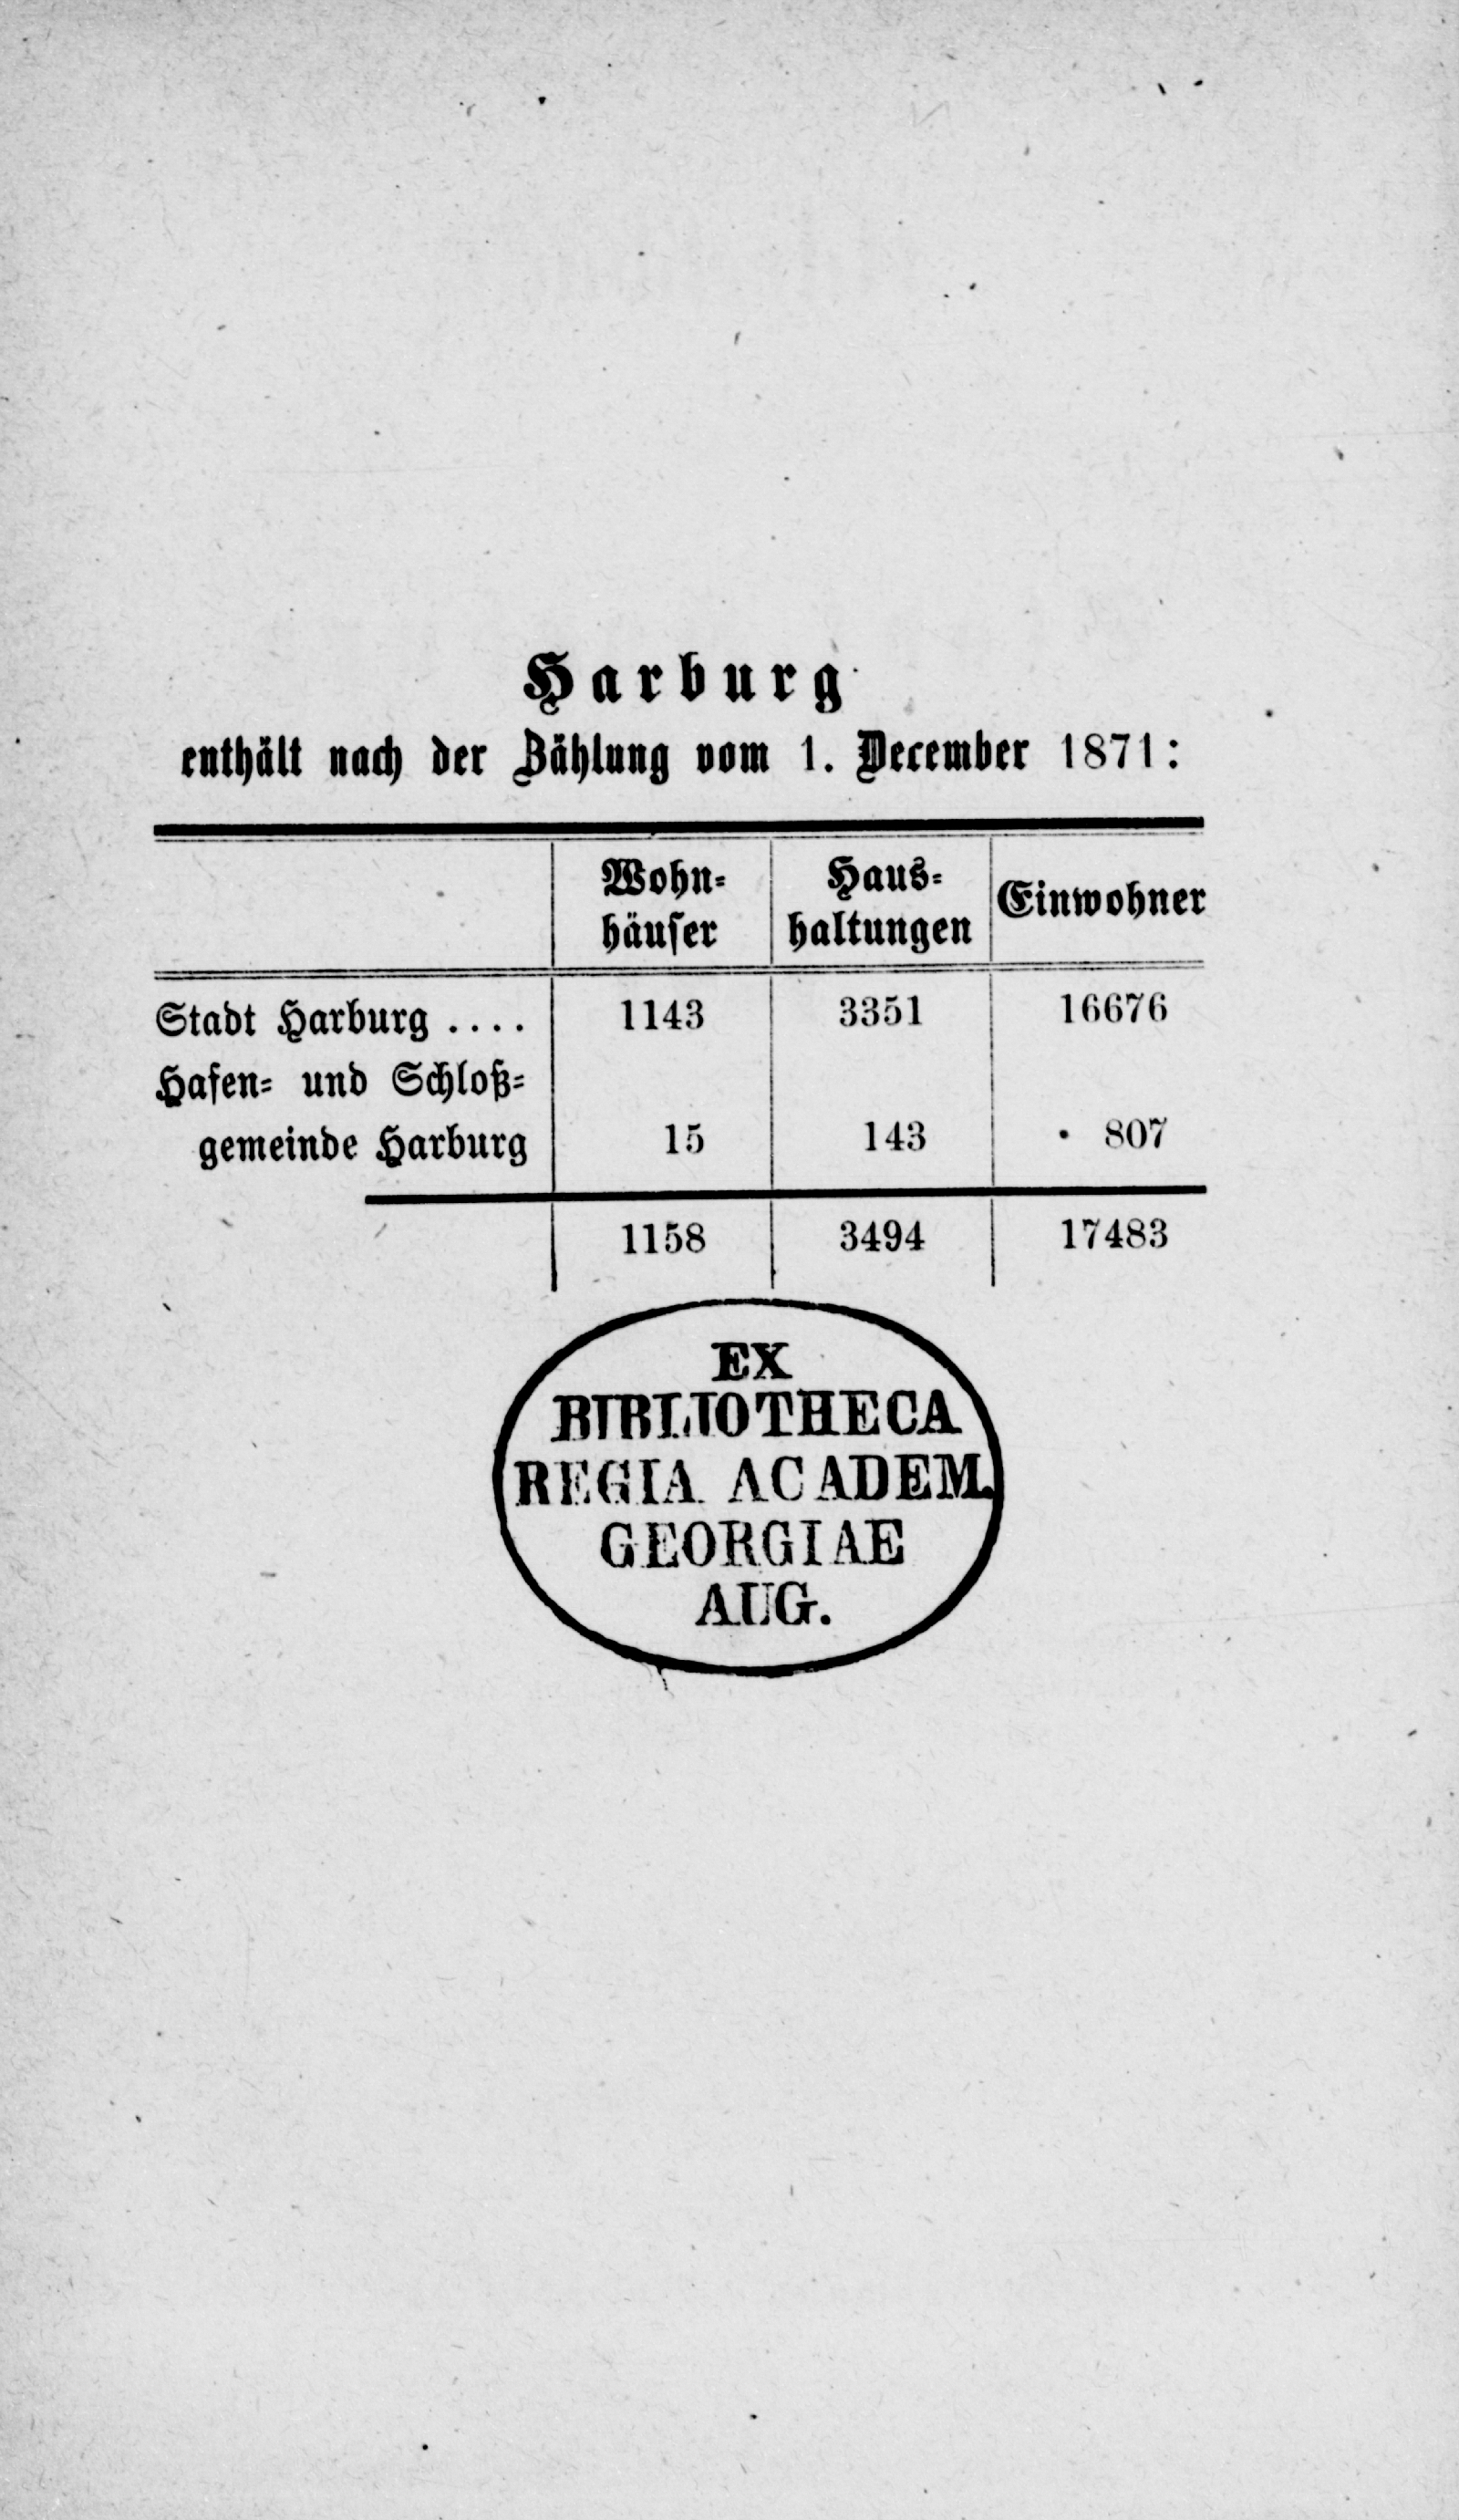 Harburg
enthält nach der Zählung vom 1. December 1871:
Wohn-
häuser
Haus-
haltungen
Einwohner
Stadt Harburg .... 1143 3351 16676
Hafen- und Schloß-
gemeinde Harburg 15 143 807
1158 3494 17483
EX
BIBLIOTHECA
REGIA ACADEM.
GEORGIAE
AUG.